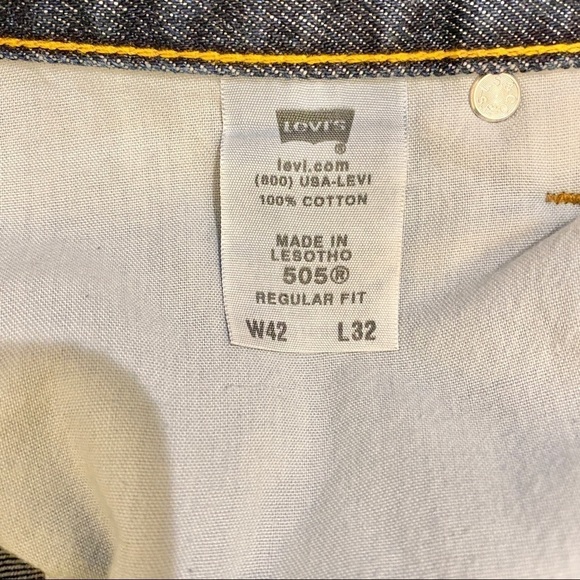 LEVI'S
®
levi.com
(800) USA-LEVI
100% COTTON
MADE IN
LESOTHO
505®
REGULAR FIT
W42 L32